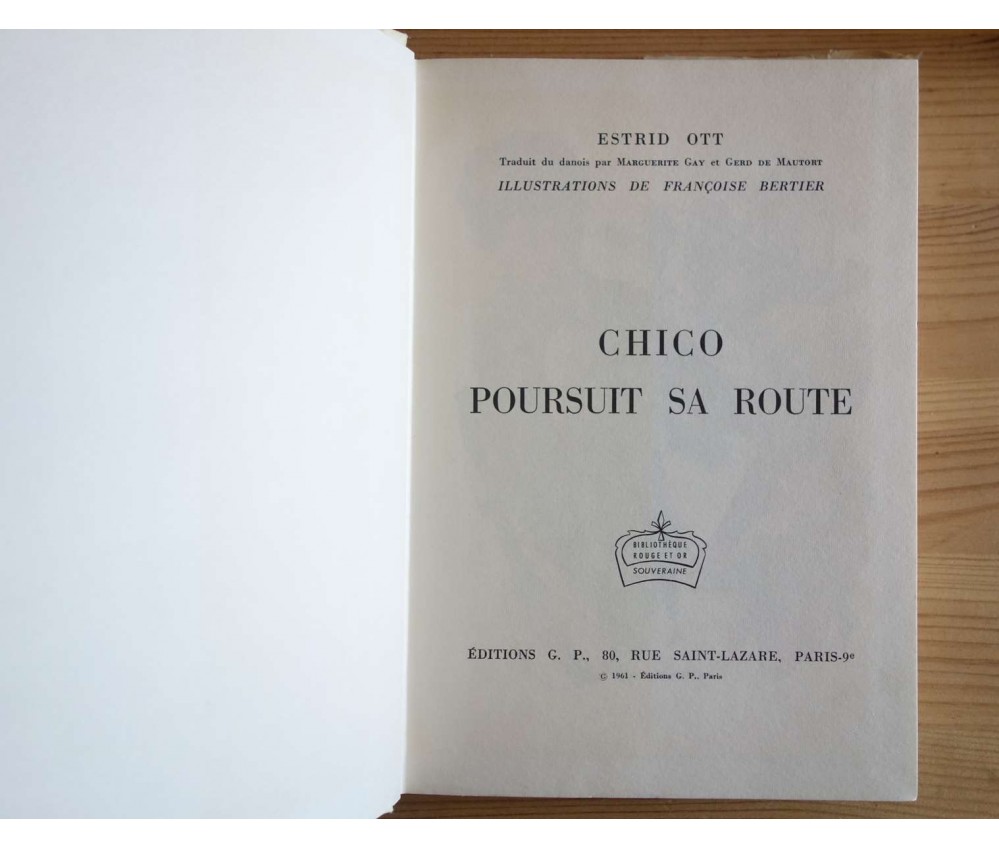 ESTRID OTT
Traduit du danois par MARGUERITE GAY et GERD DE MAUTORT
ILLUSTRATIONS DE FRANÇOISE BERTIER
CHICO
POURSUIT SA ROUTE
BIBLIOTHÈQUE
ROUGE ET OR
SOUVERAINE
ÉDITIONS G. P., 80, RUE SAINT-LAZARE, PARIS-9e
© 1961 - Éditions G. P., Paris